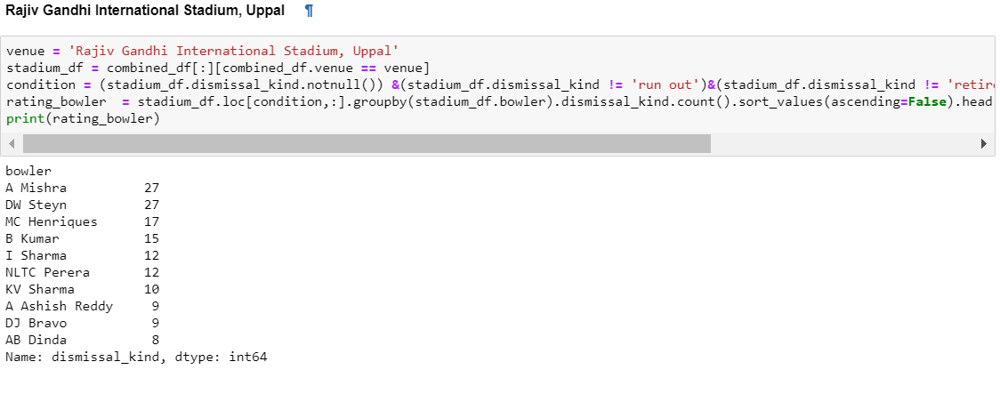 Rajiv Gandhi International Stadium, Uppal ¶
venue = 'Rajiv Gandhi International Stadium, Uppal'
stadium_df = combined_df[:][combined_df.venue == venue]
condition = (stadium_df.dismissal_kind.notnull()) &(stadium_df.dismissal_kind != 'run out')&(stadium_df.dismissal_kind != 'retir
rating_bowler  = stadium_df.loc[condition,:].groupby(stadium_df.bowler).dismissal_kind.count().sort_values(ascending=False).head
print(rating_bowler)
bowler
A Mishra          27
DW Steyn          27
MC Henriques      17
B Kumar           15
I Sharma          12
NLTC Perera       12
KV Sharma         10
A Ashish Reddy     9
DJ Bravo           9
AB Dinda           8
Name: dismissal_kind, dtype: int64